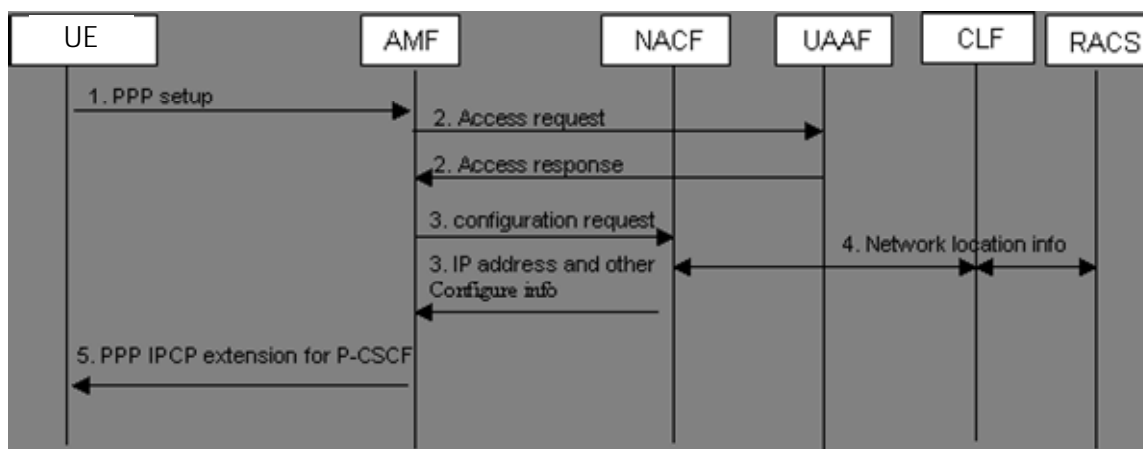 UE
AMF
NACF
UAAF
CLF
RACS
1. PPP setup
2. Access request
2. Access response
3. configuration request
4. Network location info
3. IP address and other
Configure info
5. PPP IPCP extension for P-CSCF